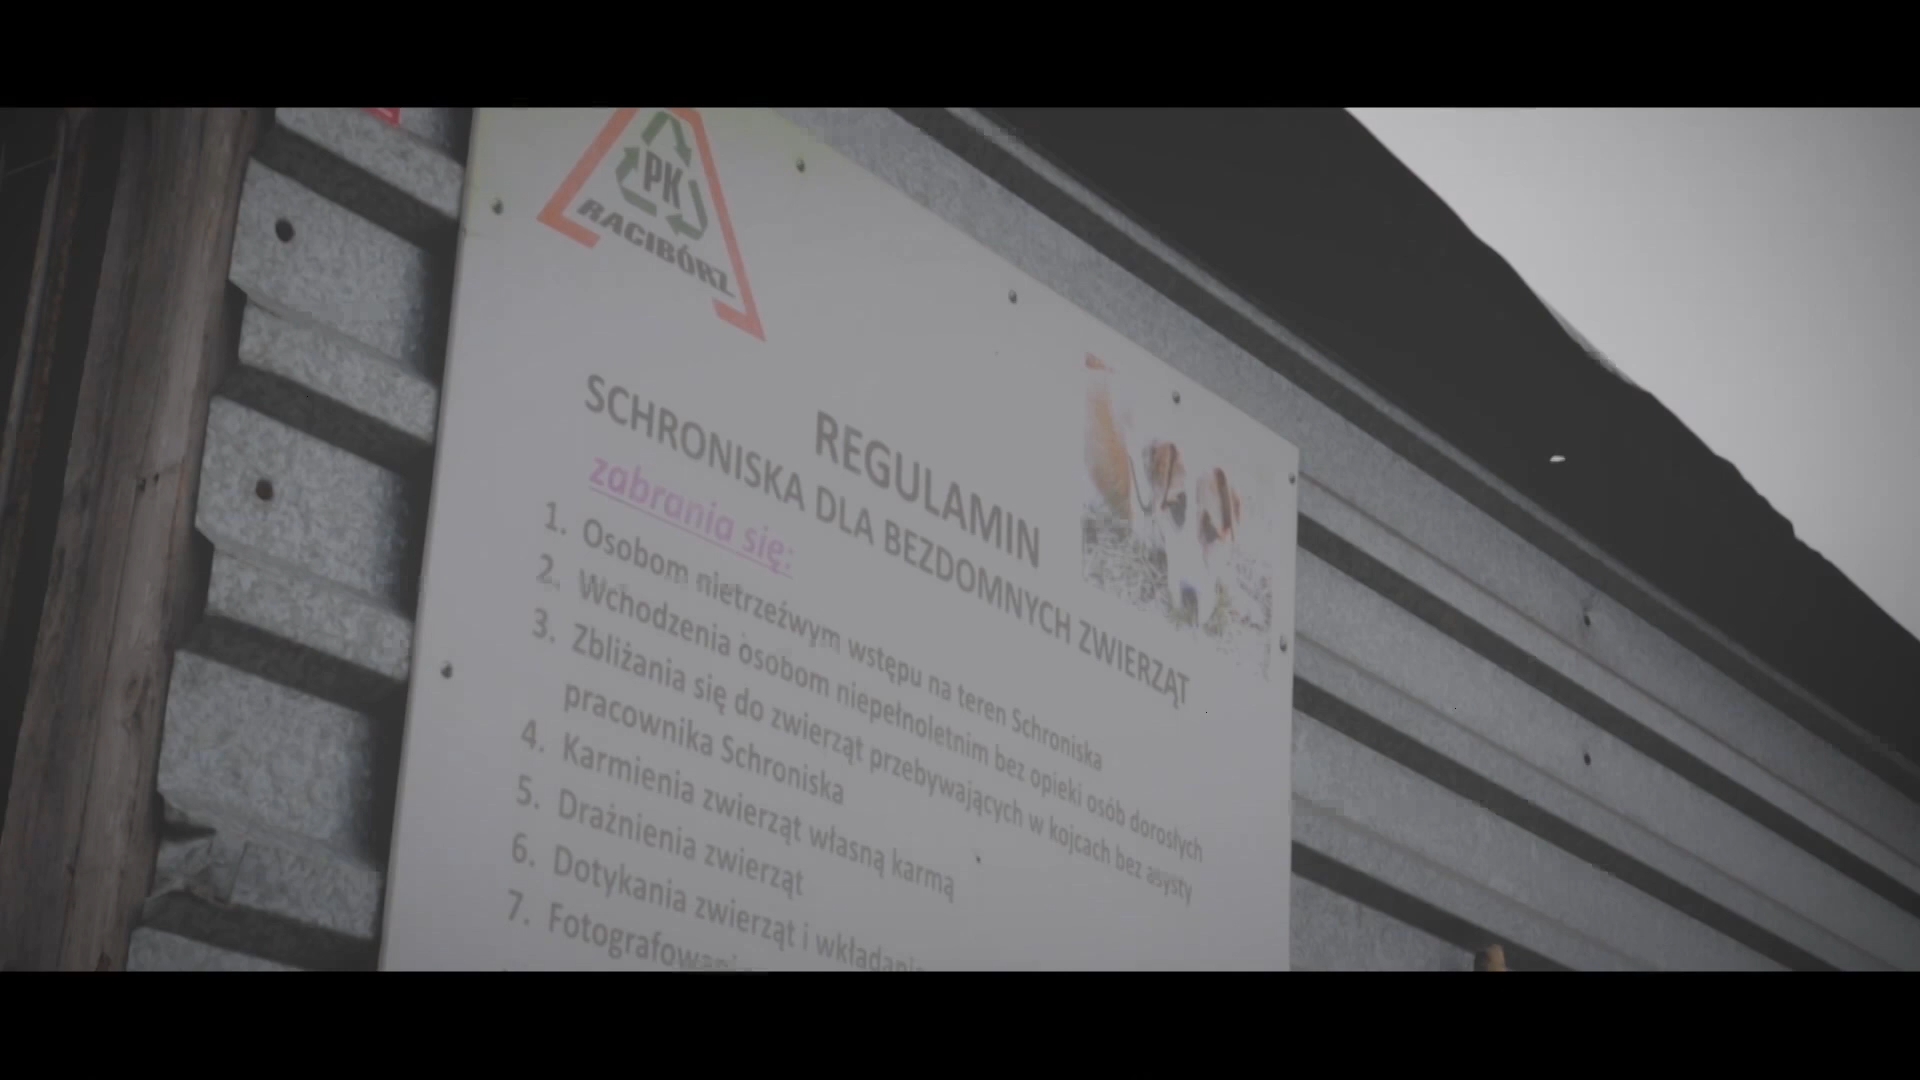 PK
RACIBÓRZ
REGULAMIN
SCHRONISKA DLA BEZDOMNYCH ZWIERZĄT
zabrania się:
1. Osobom nietrzeźwym wstępu na teren Schroniska
2. Wchodzenia osobom niepełnoletnim bez opieki osób dorosłych
3. Zbliżania się do zwierząt przebywających w kojcach bez asysty
pracownika Schroniska
4. Karmienia zwierząt własną karmą
5. Drażnienia zwierząt
6. Dotykania zwierząt i wkładania
7.